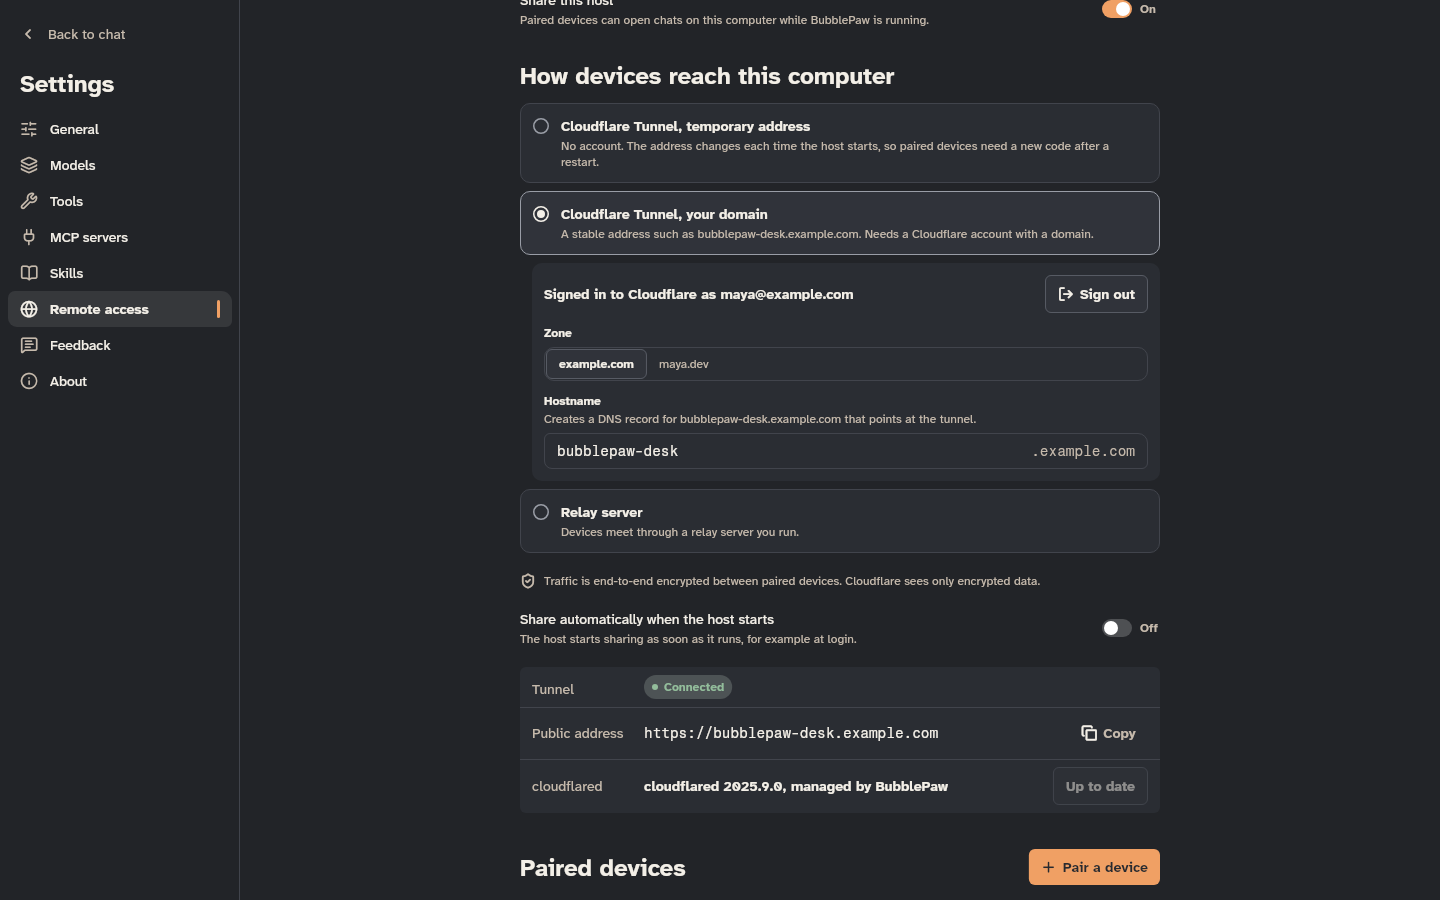 Back to chat
Settings
General
Models
Tools
MCP servers
Skills
Remote access
Feedback
About
Share this host
Paired devices can open chats on this computer while BubblePaw is running.
On
How devices reach this computer
Cloudflare Tunnel, temporary address
No account. The address changes each time the host starts, so paired devices need a new code after a
restart.
Cloudflare Tunnel, your domain
A stable address such as bubblepaw-desk.example.com. Needs a Cloudflare account with a domain.
Signed in to Cloudflare as maya@example.com
Sign out
Zone
example.com maya.dev
Hostname
Creates a DNS record for bubblepaw-desk.example.com that points at the tunnel.
bubblepaw-desk .example.com
Relay server
Devices meet through a relay server you run.
Traffic is end-to-end encrypted between paired devices. Cloudflare sees only encrypted data.
Share automatically when the host starts
The host starts sharing as soon as it runs, for example at login.
Off
Tunnel Connected
Public address https://bubblepaw-desk.example.com Copy
cloudflared cloudflared 2025.9.0, managed by BubblePaw Up to date
Paired devices
Pair a device